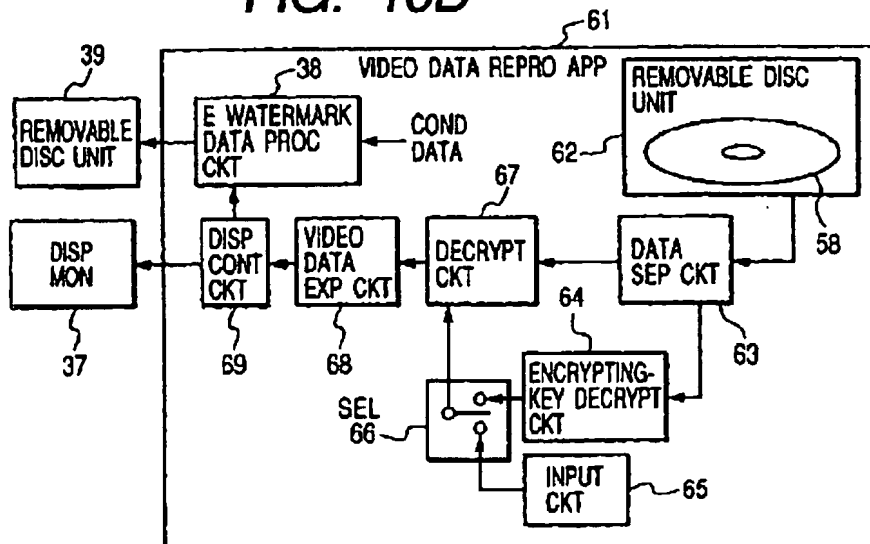 FIG. 10B
61
39
38
VIDEO DATA REPRO APP
REMOVABLE DISC
UNIT
REMOVABLE
DISC UNIT
E WATERMARK
DATA PROC
CKT
COND
DATA
62
67
58
DISP
MON
DISP
CONT
CKT
VIDEO
DATA
EXP CKT
DECRYPT
CKT
DATA
SEP CKT
64
37
69
68
63
SEL
66
ENCRYPTING-
KEY DECRYPT
CKT
INPUT
CKT
65